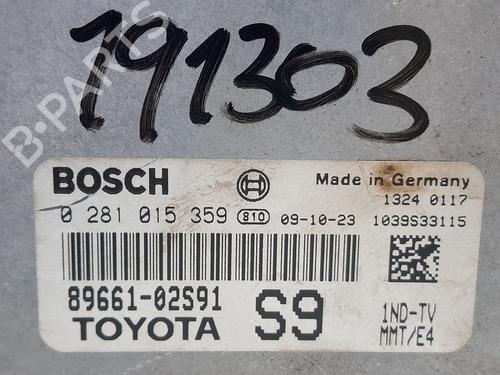 191303
B-PARTS
BOSCH
Made in Germany
1324 0117
0 281 015 359 810 09-10-23 1039S33115
89661-02S91
TOYOTA
S9
1ND-TV
MMT/E4